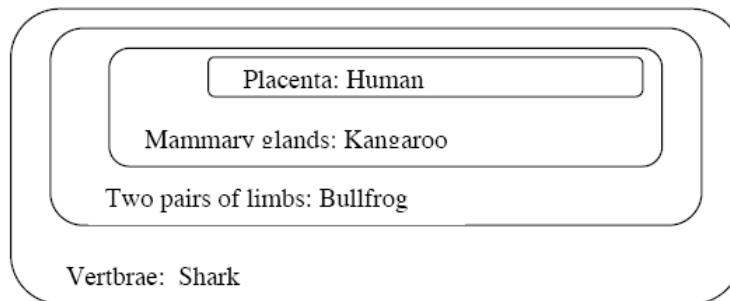 Placenta: Human
Mammary glands: Kangaroo
Two pairs of limbs: Bullfrog
Vertbrae: Shark